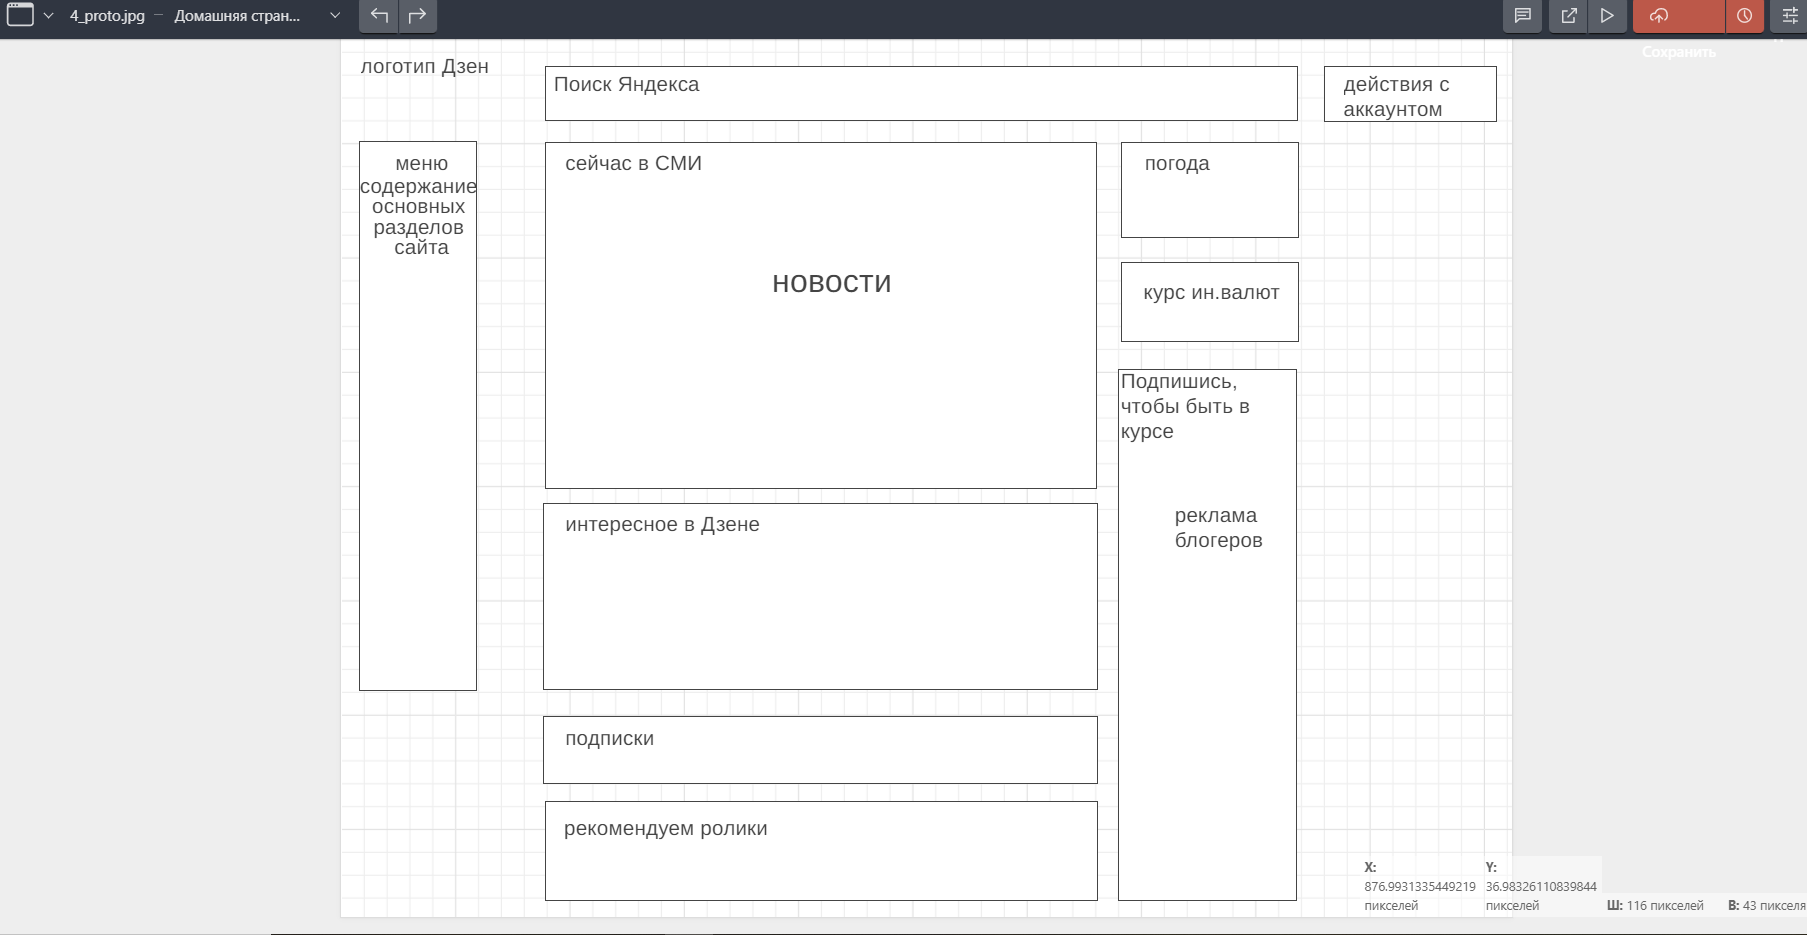 4_proto.jpg — Домашняя стран...
Сохранить
логотип Дзен
Поиск Яндекса
действия с
аккаунтом
меню
содержание
основных
разделов
сайта
сейчас в СМИ
новости
погода
курс ин.валют
Подпишись,
чтобы быть в
курсе
реклама
блогеров
интересное в Дзене
подписки
рекомендуем ролики
X: Y:
876.9931335449219 36.98326110839844
пикселей пикселей
Ш: 116 пикселей В: 43 пикселя